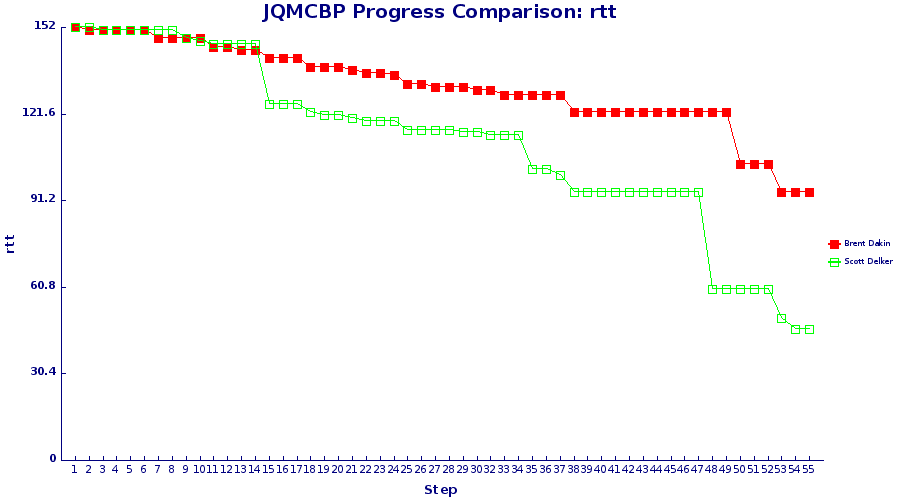 JQMCBP Progress Comparison: rtt
152
121.6
91.2
60.8
30.4
0
rtt
1 2 3 4 5 6 7 8 9 10 11 12 13 14 15 16 17 18 19 20 21 22 23 24 25 26 27 28 29 30 31 32 33 34 35 36 37 38 39 40 41 42 43 44 45 46 47 48 49 50 51 52 53 54 55
Step
Brent Dakin
Scott Delker